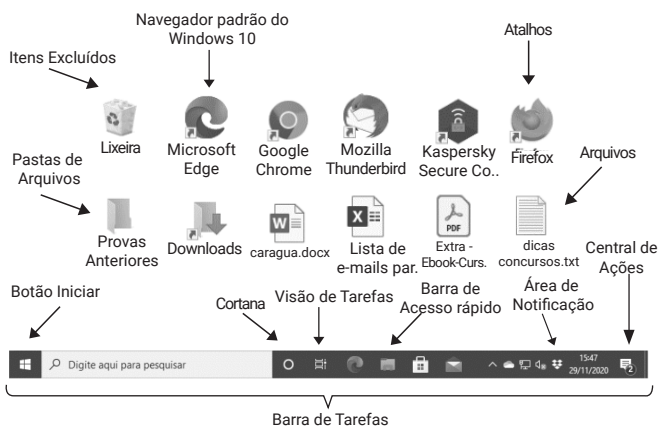 Navegador padrão do
Windows 10
Atalhos
Itens Excluídos
Lixeira
Microsoft
Edge
Google
Chrome
Mozilla
Thunderbird
Kaspersky
Secure Co..
Firefox
Pastas de
Arquivos
Arquivos
Provas
Anteriores
Downloads
W
caragua.docx
X
Lista de
e-mails par.
PDF
Extra -
Ebook-Curs.
dicas
concursos.txt
Central de
Ações
Botão Iniciar
Cortana
Visão de Tarefas
Barra de
Acesso rápido
Área de
Notificação
Digite aqui para pesquisar
15:47
29/11/2020
2
Barra de Tarefas